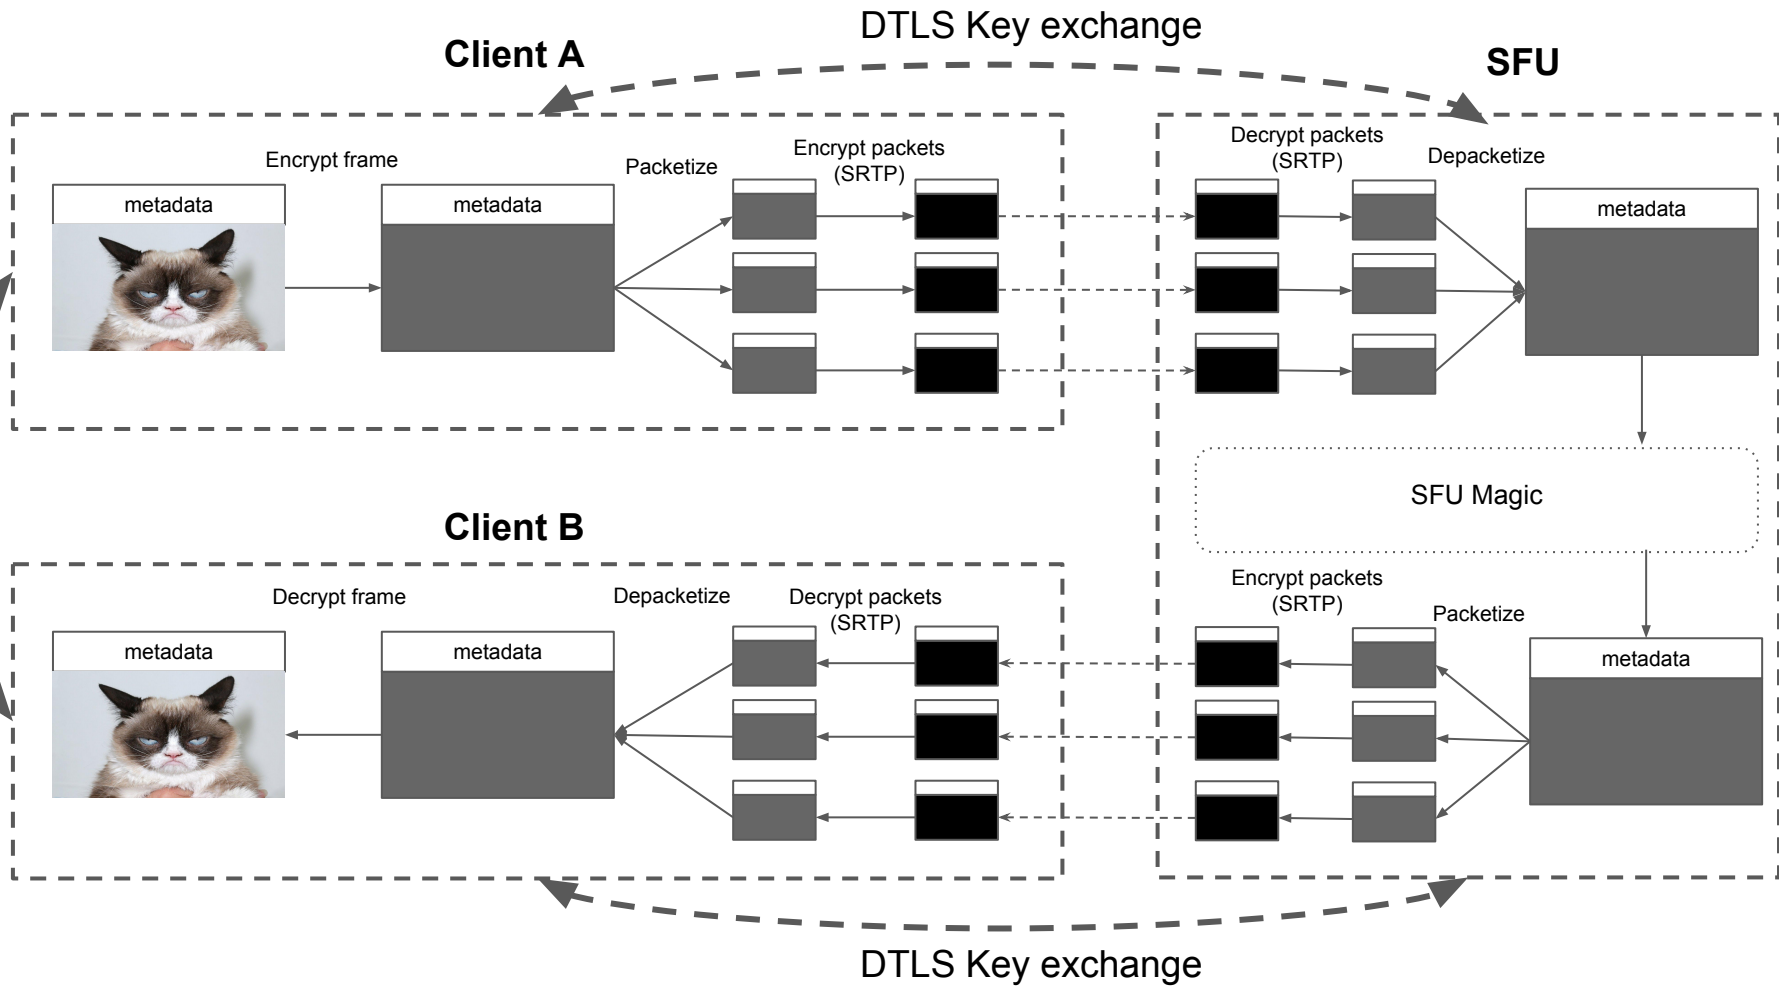 DTLS Key exchange
Client A
SFU
Encrypt frame
Packetize
Encrypt packets
(SRTP)
Decrypt packets
(SRTP)
Depacketize
metadata
metadata
metadata
SFU Magic
Client B
Decrypt frame
Depacketize
Decrypt packets
(SRTP)
Encrypt packets
(SRTP)
Packetize
metadata
metadata
metadata
DTLS Key exchange